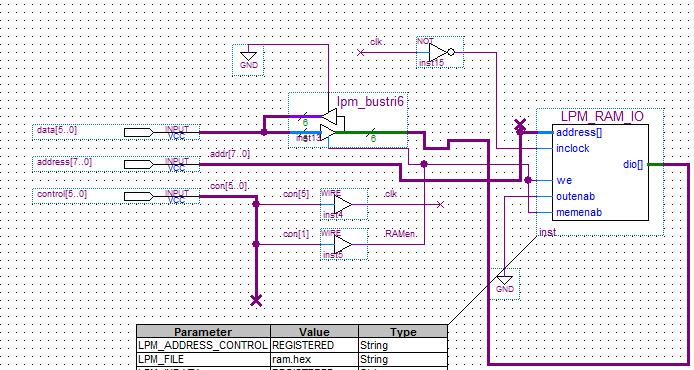 clk
NOT
GND
inst15
lpm_bustri6
6
inst13
6
6
LPM_RAM_IO
data[5..0]
INPUT
VCC
address[]
inclock
addr[7..0]
address[7..0]
INPUT
VCC
dio[]
we
con[5..0]
control[5..0]
INPUT
VCC
con[5]
WIRE
clk
outenab
inst4
memenab
con[1]
WIRE
RAMen.
inst
inst5
GND
Parameter Value Type
LPM_ADDRESS_CONTROL REGISTERED String
LPM_FILE ram.hex String